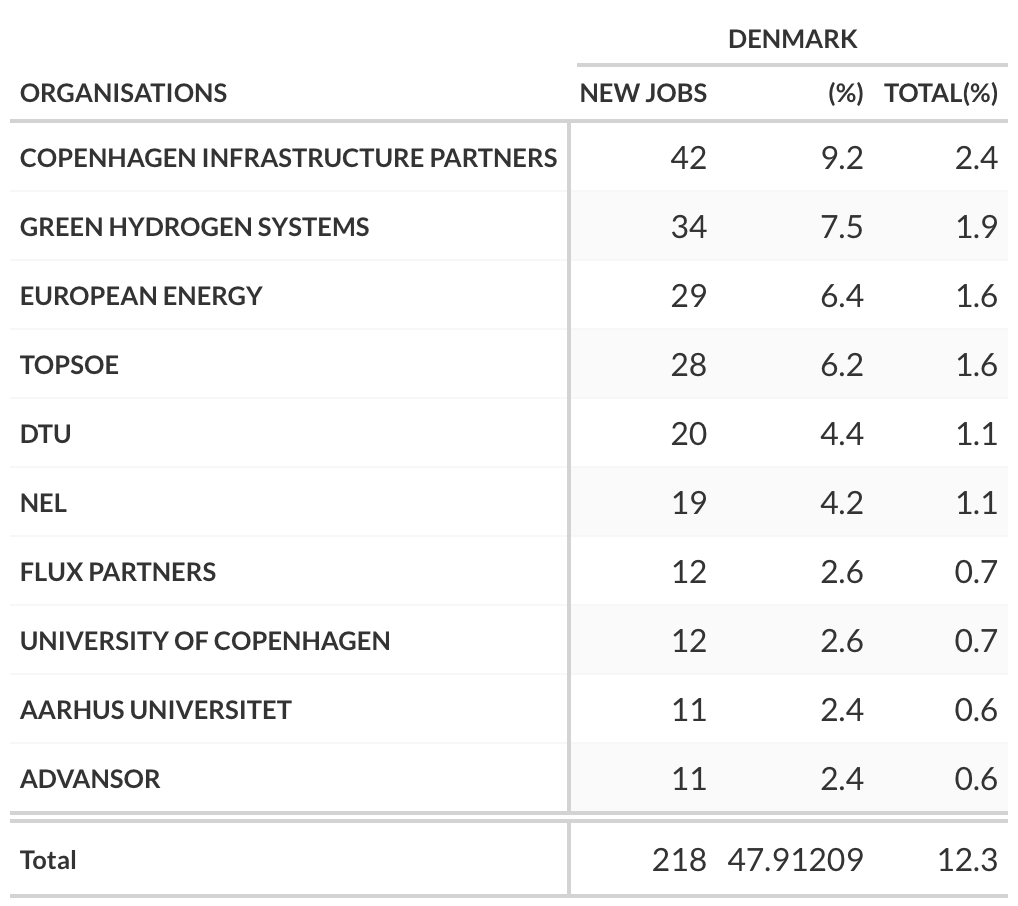 DENMARK
ORGANISATIONS NEW JOBS (%) TOTAL(%)
COPENHAGEN INFRASTRUCTURE PARTNERS 42 9.2 2.4
GREEN HYDROGEN SYSTEMS 34 7.5 1.9
EUROPEAN ENERGY 29 6.4 1.6
TOPSOE 28 6.2 1.6
DTU 20 4.4 1.1
NEL 19 4.2 1.1
FLUX PARTNERS 12 2.6 0.7
UNIVERSITY OF COPENHAGEN 12 2.6 0.7
AARHUS UNIVERSITET 11 2.4 0.6
ADVANSOR 11 2.4 0.6
Total 218 47.91209 12.3